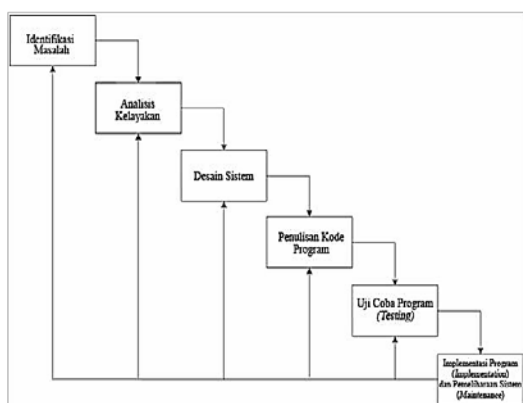 Identifikasi
Masalah
Analisis
Kelayakan
Desain Sistem
Penulisan Kode
Program
Uji Coba Program
(Testing)
Implementasi Program
(Implementation)
dan Pemeliharaan Sistem
(Maintenance)